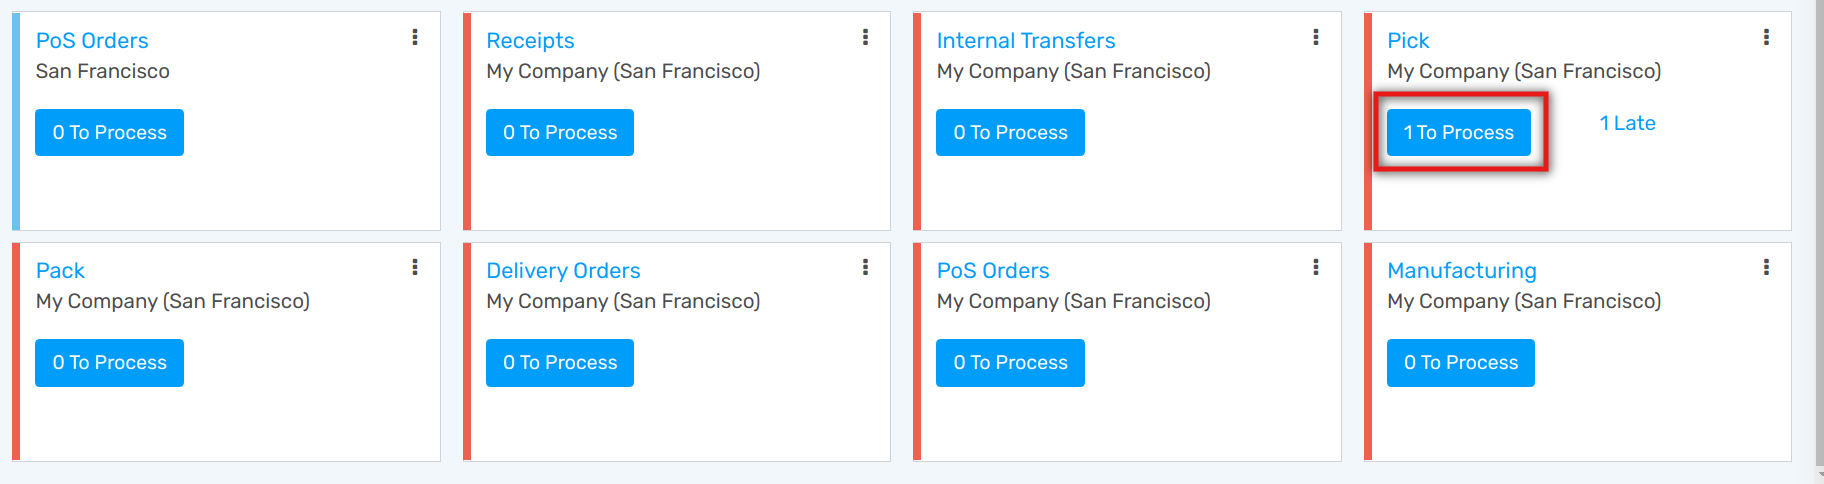 PoS Orders
San Francisco
0 To Process
Receipts
My Company (San Francisco)
0 To Process
Internal Transfers
My Company (San Francisco)
0 To Process
Pick
My Company (San Francisco)
1 To Process
1 Late
Pack
My Company (San Francisco)
0 To Process
Delivery Orders
My Company (San Francisco)
0 To Process
PoS Orders
My Company (San Francisco)
0 To Process
Manufacturing
My Company (San Francisco)
0 To Process